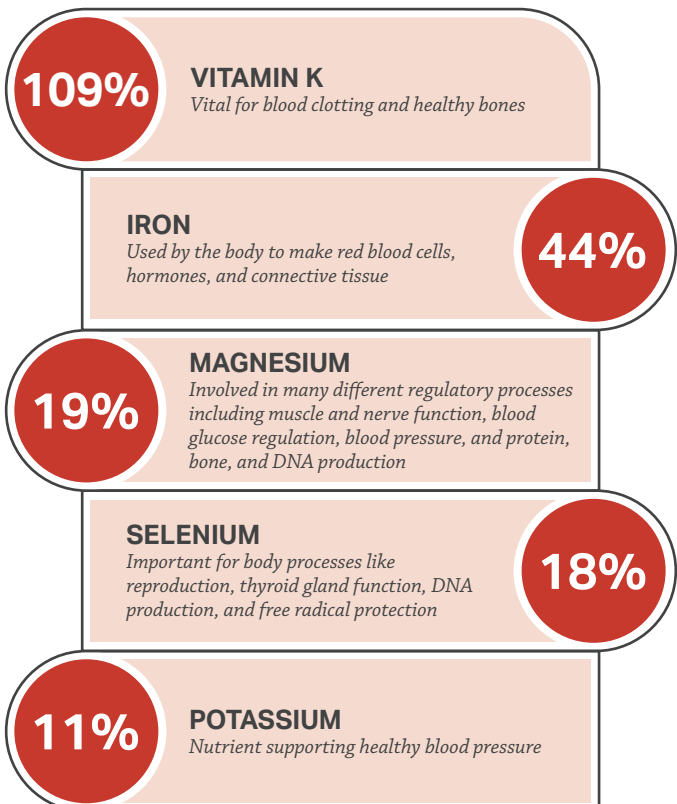 109%
VITAMIN K
Vital for blood clotting and healthy bones
IRON
Used by the body to make red blood cells,
hormones, and connective tissue
44%
19%
MAGNESIUM
Involved in many different regulatory processes
including muscle and nerve function, blood
glucose regulation, blood pressure, and protein,
bone, and DNA production
SELENIUM
Important for body processes like
reproduction, thyroid gland function, DNA
production, and free radical protection
18%
11%
POTASSIUM
Nutrient supporting healthy blood pressure